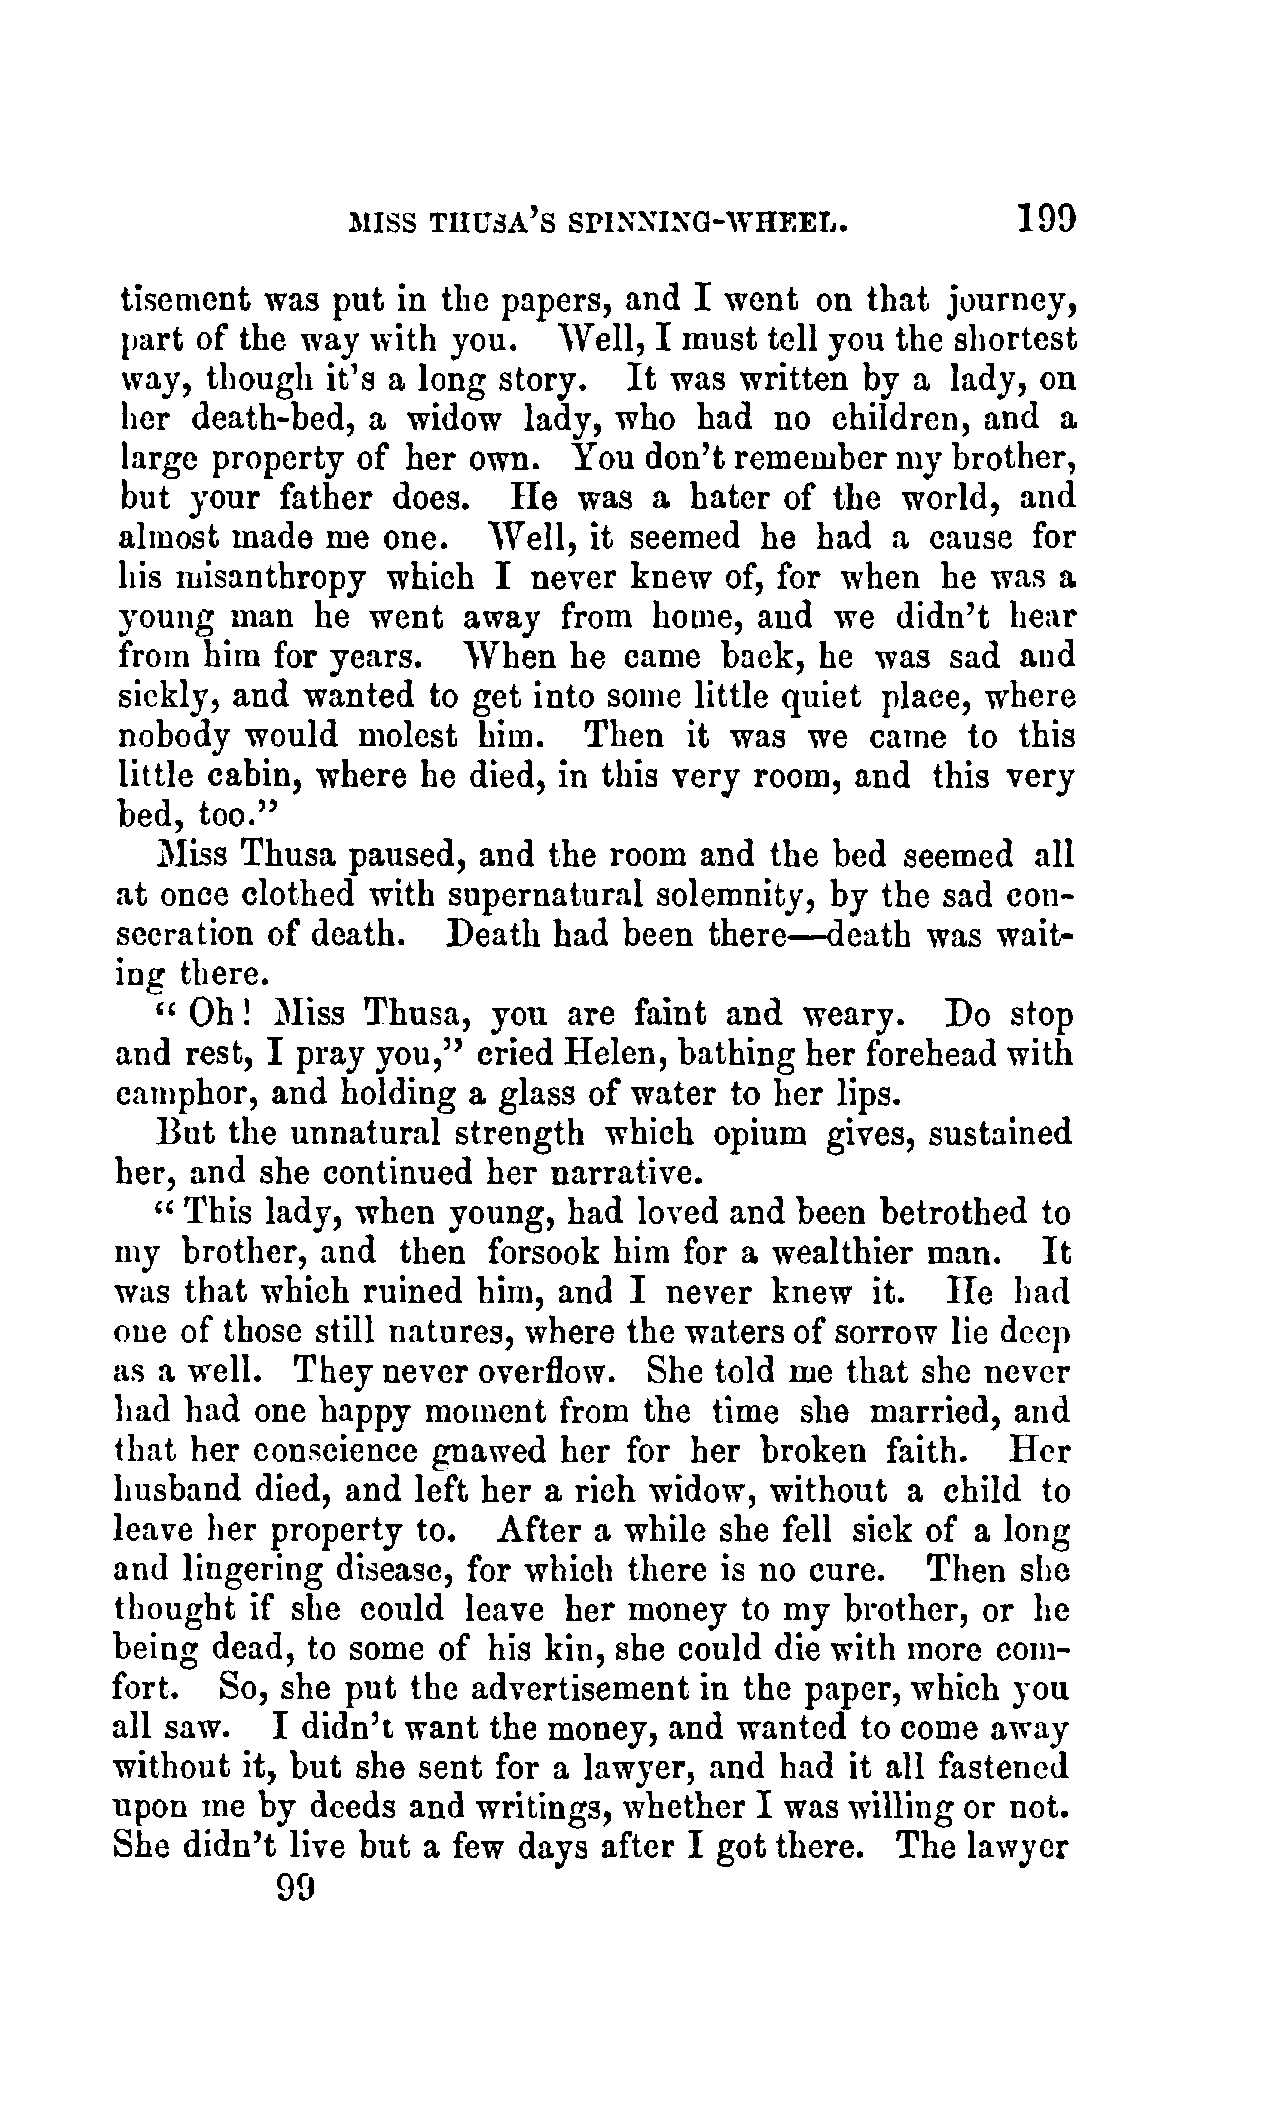 MISS THUSA'S SPINNING-WHEEL. 199
tisement was put in the papers, and I went on that journey,
part of the way with you. Well, I must tell you the shortest
way, though it's a long story. It was written by a lady, on
her death-bed, a widow lady, who had no children, and a
large property of her own. You don't remember my brother,
but your father does. He was a hater of the world, and
almost made me one. Well, it seemed he had a cause for
his misanthropy which I never knew of, for when he was a
young man he went away from home, and we didn't hear
from him for years. When he came back, he was sad and
sickly, and wanted to get into some little quiet place, where
nobody would molest him. Then it was we came to this
little cabin, where he died, in this very room, and this very
bed, too."
Miss Thusa paused, and the room and the bed seemed all
at once clothed with supernatural solemnity, by the sad con-
secration of death. Death had been there—death was wait-
ing there.
"Oh! Miss Thusa, you are faint and weary. Do stop
and rest, I pray you," cried Helen, bathing her forehead with
camphor, and holding a glass of water to her lips.
But the unnatural strength which opium gives, sustained
her, and she continued her narrative.
"This lady, when young, had loved and been betrothed to
my brother, and then forsook him for a wealthier man. It
was that which ruined him, and I never knew it. He had
one of those still natures, where the waters of sorrow lie deep
as a well. They never overflow. She told me that she never
had had one happy moment from the time she married, and
that her conscience gnawed her for her broken faith. Her
husband died, and left her a rich widow, without a child to
leave her property to. After a while she fell sick of a long
and lingering disease, for which there is no cure. Then she
thought if she could leave her money to my brother, or he
being dead, to some of his kin, she could die with more com-
fort. So, she put the advertisement in the paper, which you
all saw. I didn't want the money, and wanted to come away
without it, but she sent for a lawyer, and had it all fastened
upon me by deeds and writings, whether I was willing or not.
She didn't live but a few days after I got there. The lawyer
99